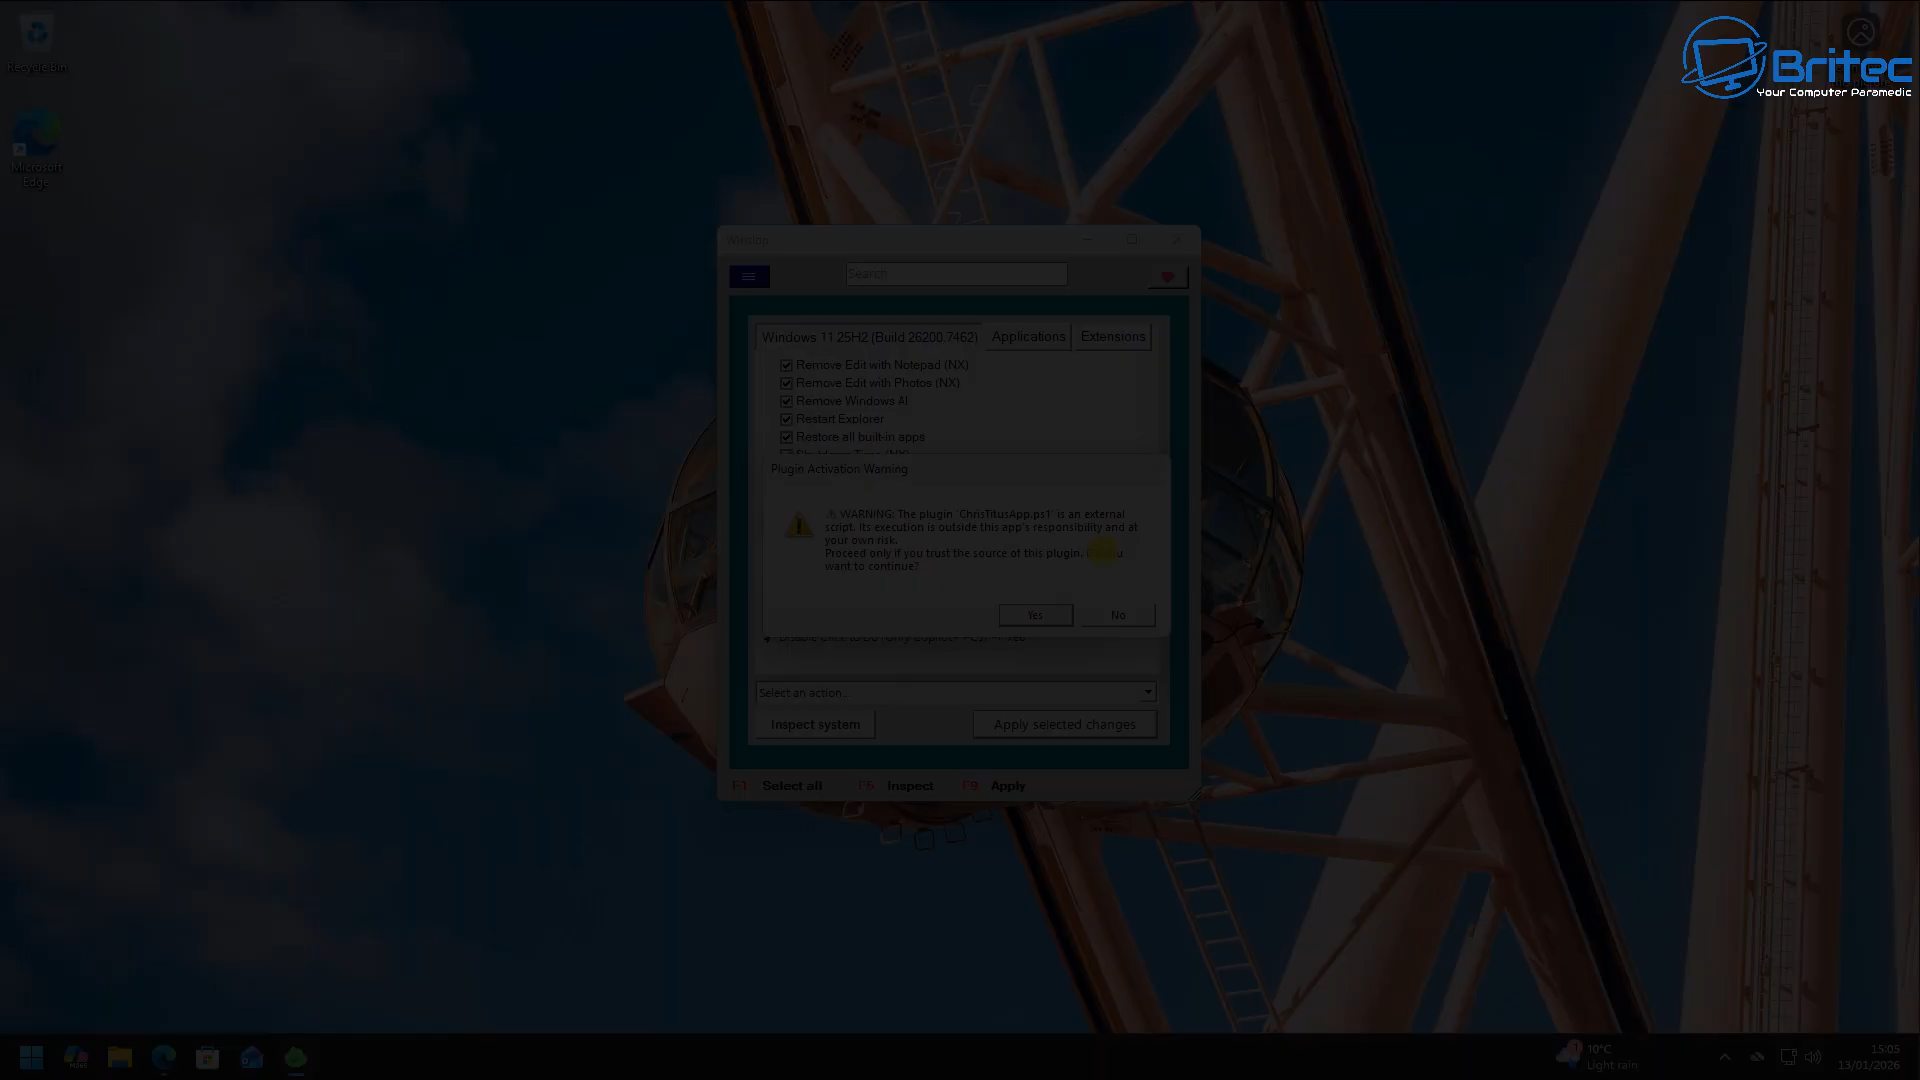 Recycle Bin
Microsoft
Edge
Britec
Your Computer Paramedic
Search
Windows 11 25H2 (Build 26200.7462)
Applications
Extensions
Remove Edit with Notepad (NX)
Remove Edit with Photos (NX)
Remove Windows AI
Restart Explorer
Restore all built-in apps
Plugin Activation Warning
⚠ WARNING: The plugin 'ChrisTitusApp.ps1' is an external
script. Its execution is outside this app's responsibility and at
your own risk.
Proceed only if you trust the source of this plugin.
want to continue?
Yes
No
Select an action...
Inspect system
Apply selected changes
F1 Select all
F5 Inspect
F9 Apply
10°C
Light rain
15:05
13/01/2026